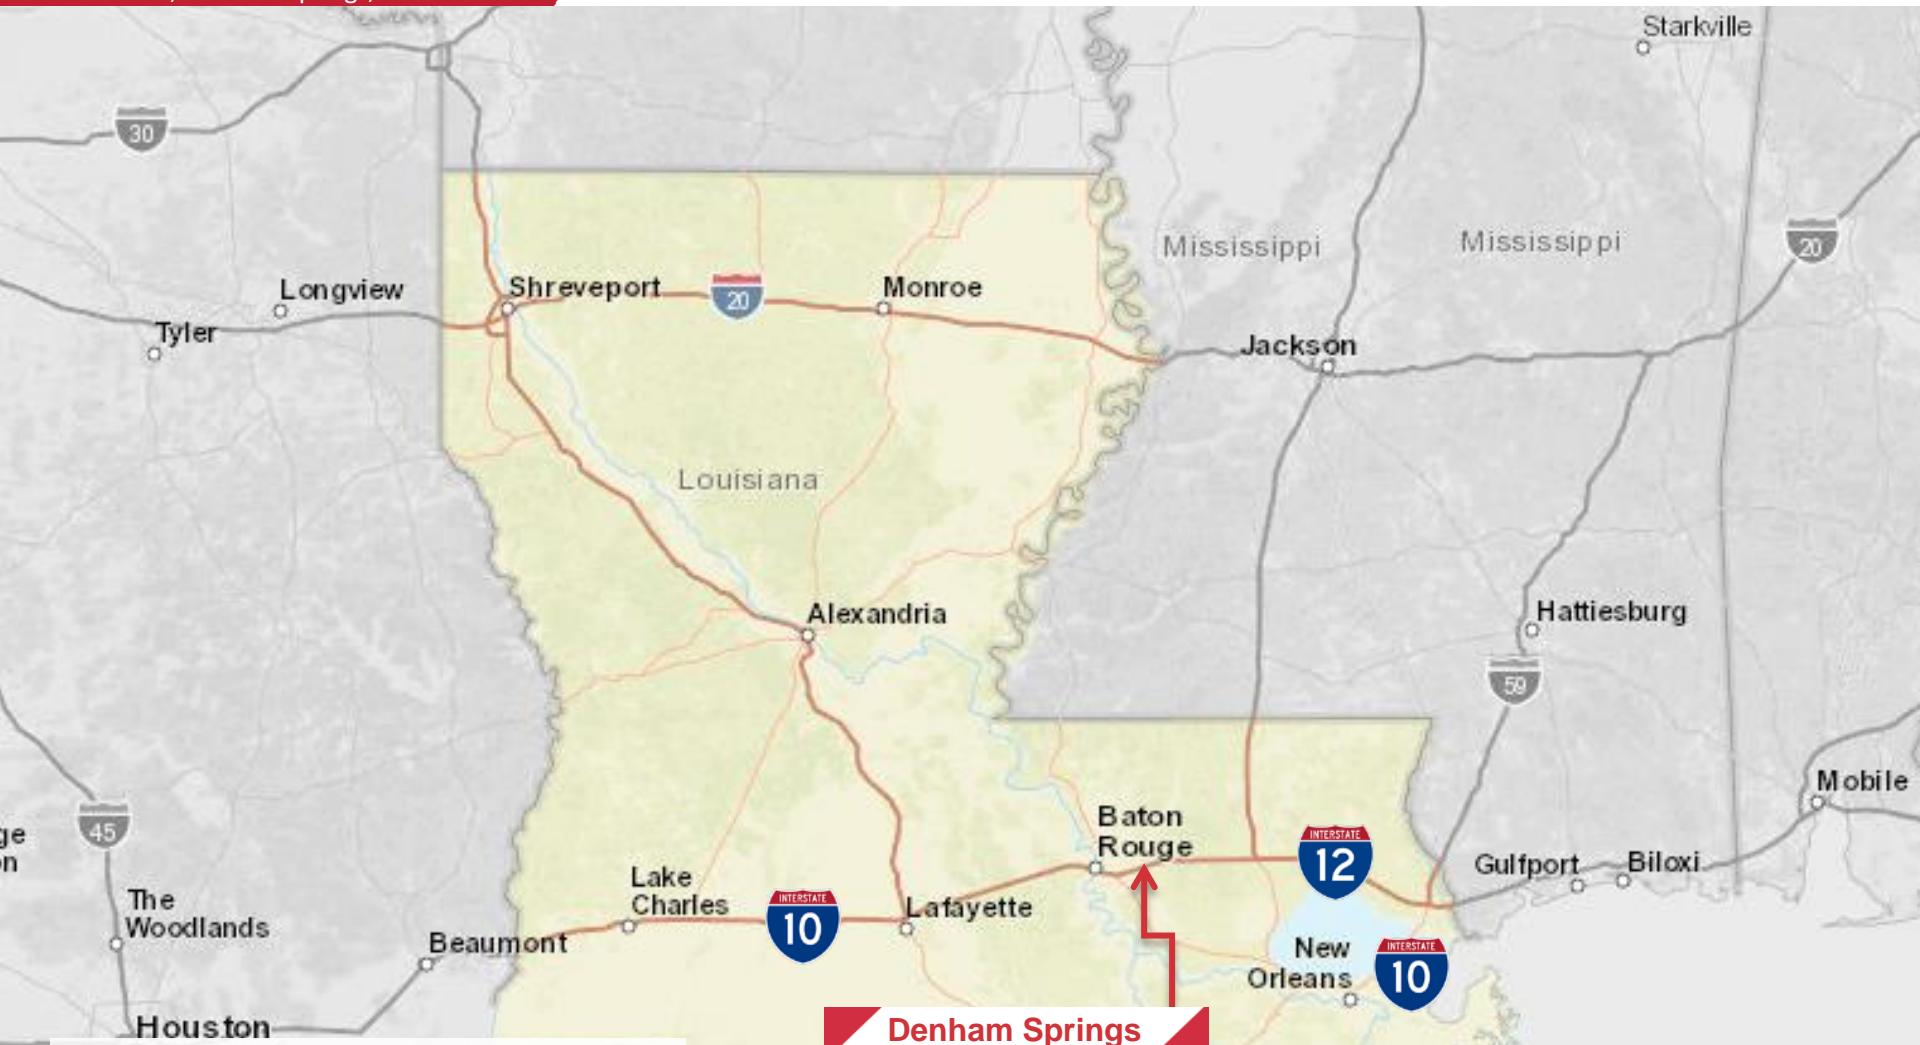 Starkville
30
Mississippi
Mississippi
20
Longview
Shreveport
20
Monroe
Tyler
Jackson
Louisiana
Alexandria
Hattiesburg
59
Mobile
45
Baton
Rouge
INTERSTATE
12
Gulfport
Biloxi
Lake
Charles
INTERSTATE
10
Lafayette
The
Woodlands
Beaumont
New
Orleans
INTERSTATE
10
Houston
Denham Springs